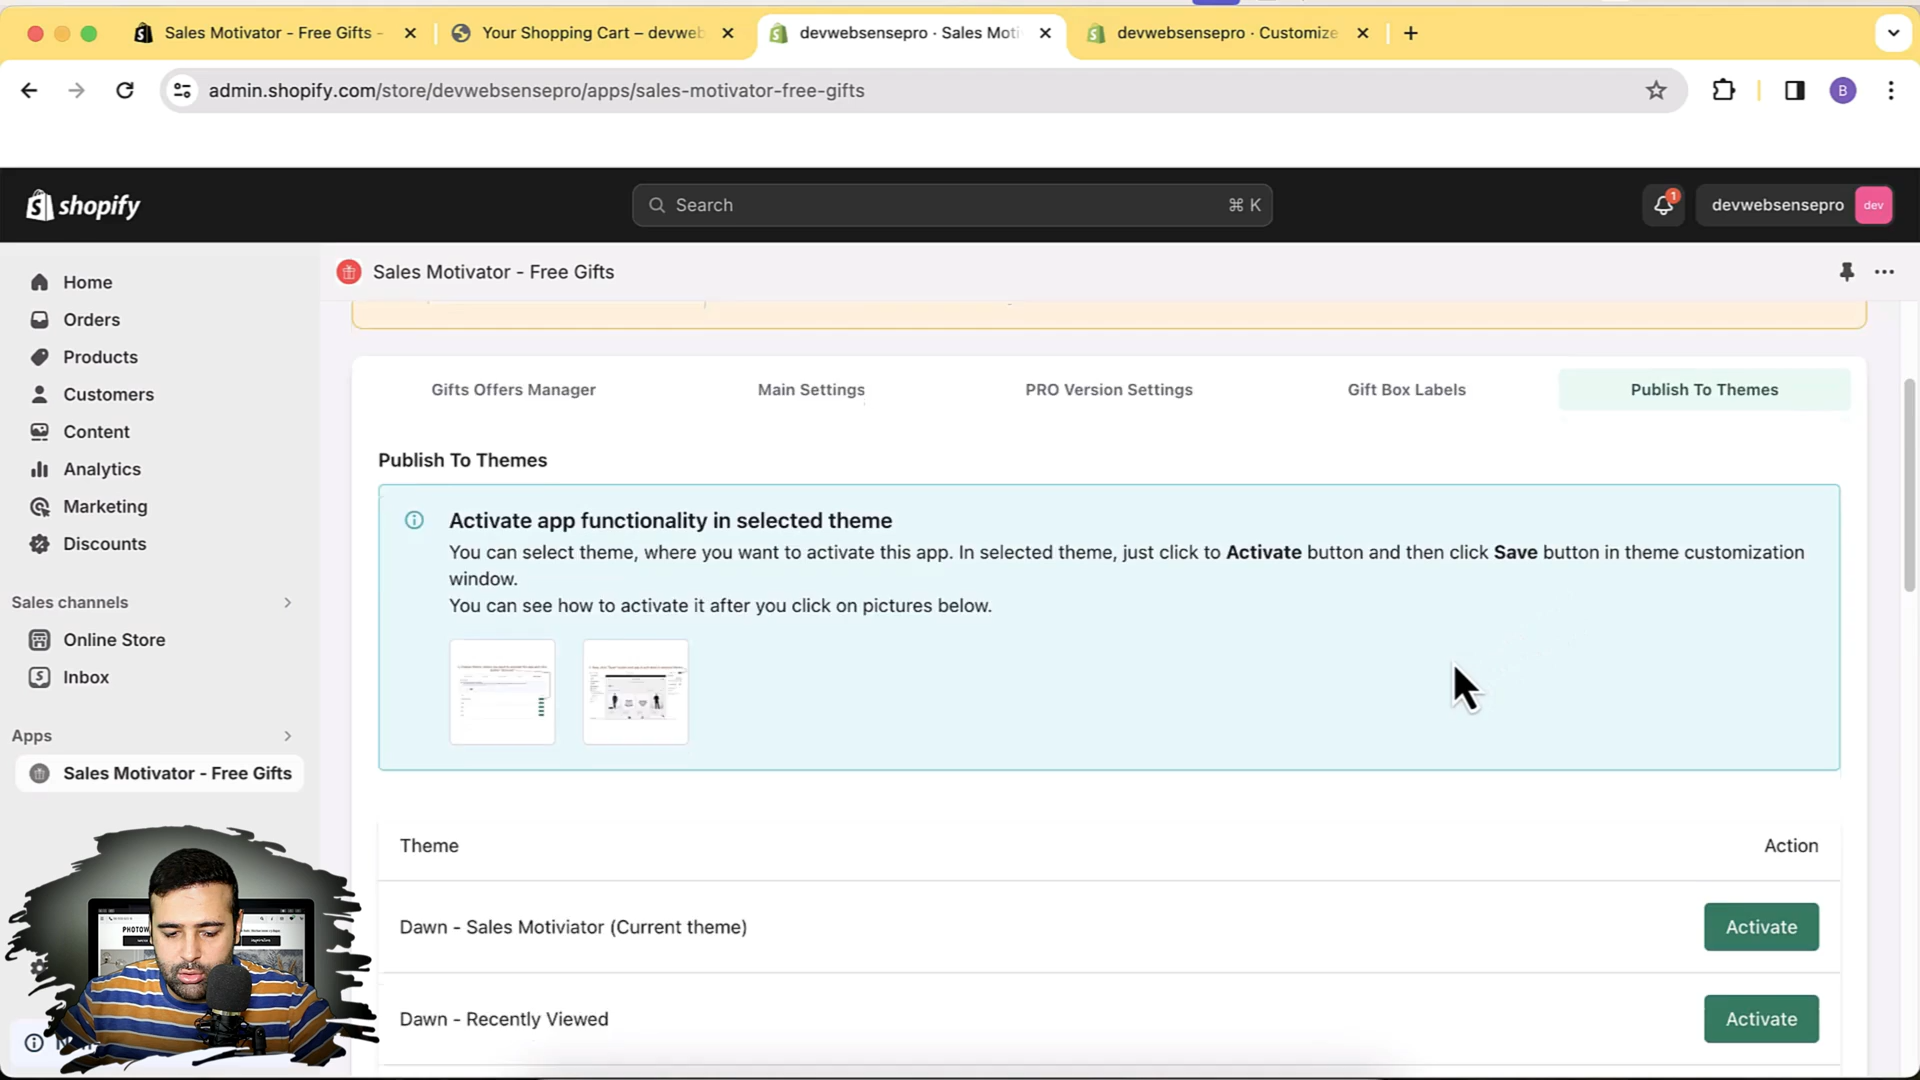 Sales Motivator - Free Gifts -
Your Shopping Cart – devweb
devwebsensepro · Sales Moti
devwebsensepro · Customize
admin.shopify.com/store/devwebsensepro/apps/sales-motivator-free-gifts
B
shopify
Search
⌘ K
1
devwebsensepro
dev
Home
Orders
Products
Customers
Content
Analytics
Marketing
Discounts
Sales channels
Online Store
Inbox
Apps
Sales Motivator - Free Gifts
Sales Motivator - Free Gifts
Gifts Offers Manager
Main Settings
PRO Version Settings
Gift Box Labels
Publish To Themes
Publish To Themes
Activate app functionality in selected theme
You can select theme, where you want to activate this app. In selected theme, just click to Activate button and then click Save button in theme customization
window.
You can see how to activate it after you click on pictures below.
Theme
Action
Dawn - Sales Motiviator (Current theme)
Activate
Dawn - Recently Viewed
Activate